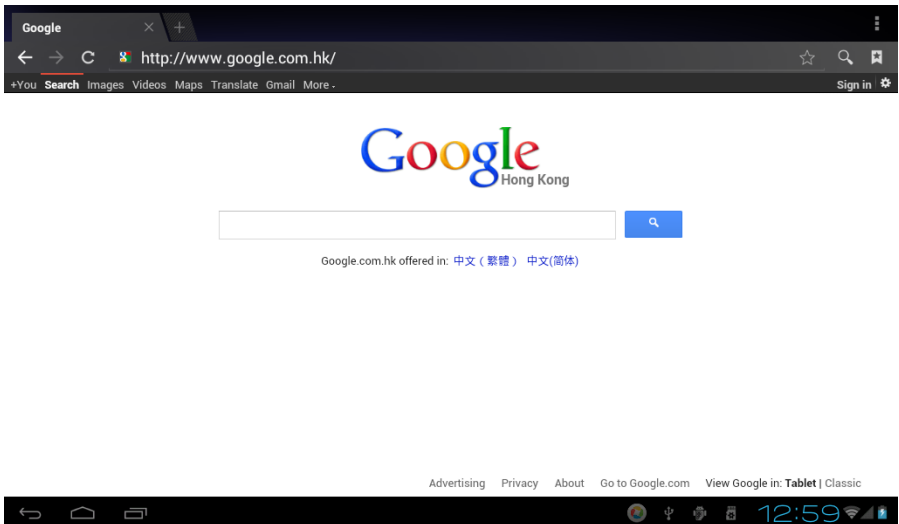 Google
http://www.google.com.hk/
+You Search Images Videos Maps Translate Gmail More
Sign in
Google
Hong Kong
Google.com.hk offered in: 中文（繁體） 中文(简体)
Advertising Privacy About Go to Google.com View Google in: Tablet | Classic
12:59